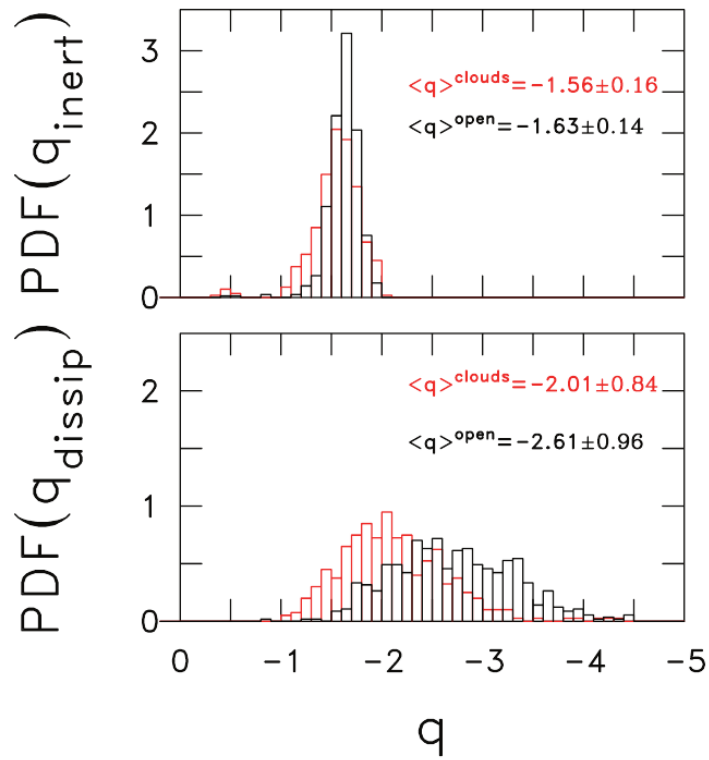 PDF(q_inert)
3
2
1
0
<q>^clouds=-1.56±0.16
<q>^open=-1.63±0.14
PDF(q_dissip)
2
1
0
<q>^clouds=-2.01±0.84
<q>^open=-2.61±0.96
0 -1 -2 -3 -4 -5
q